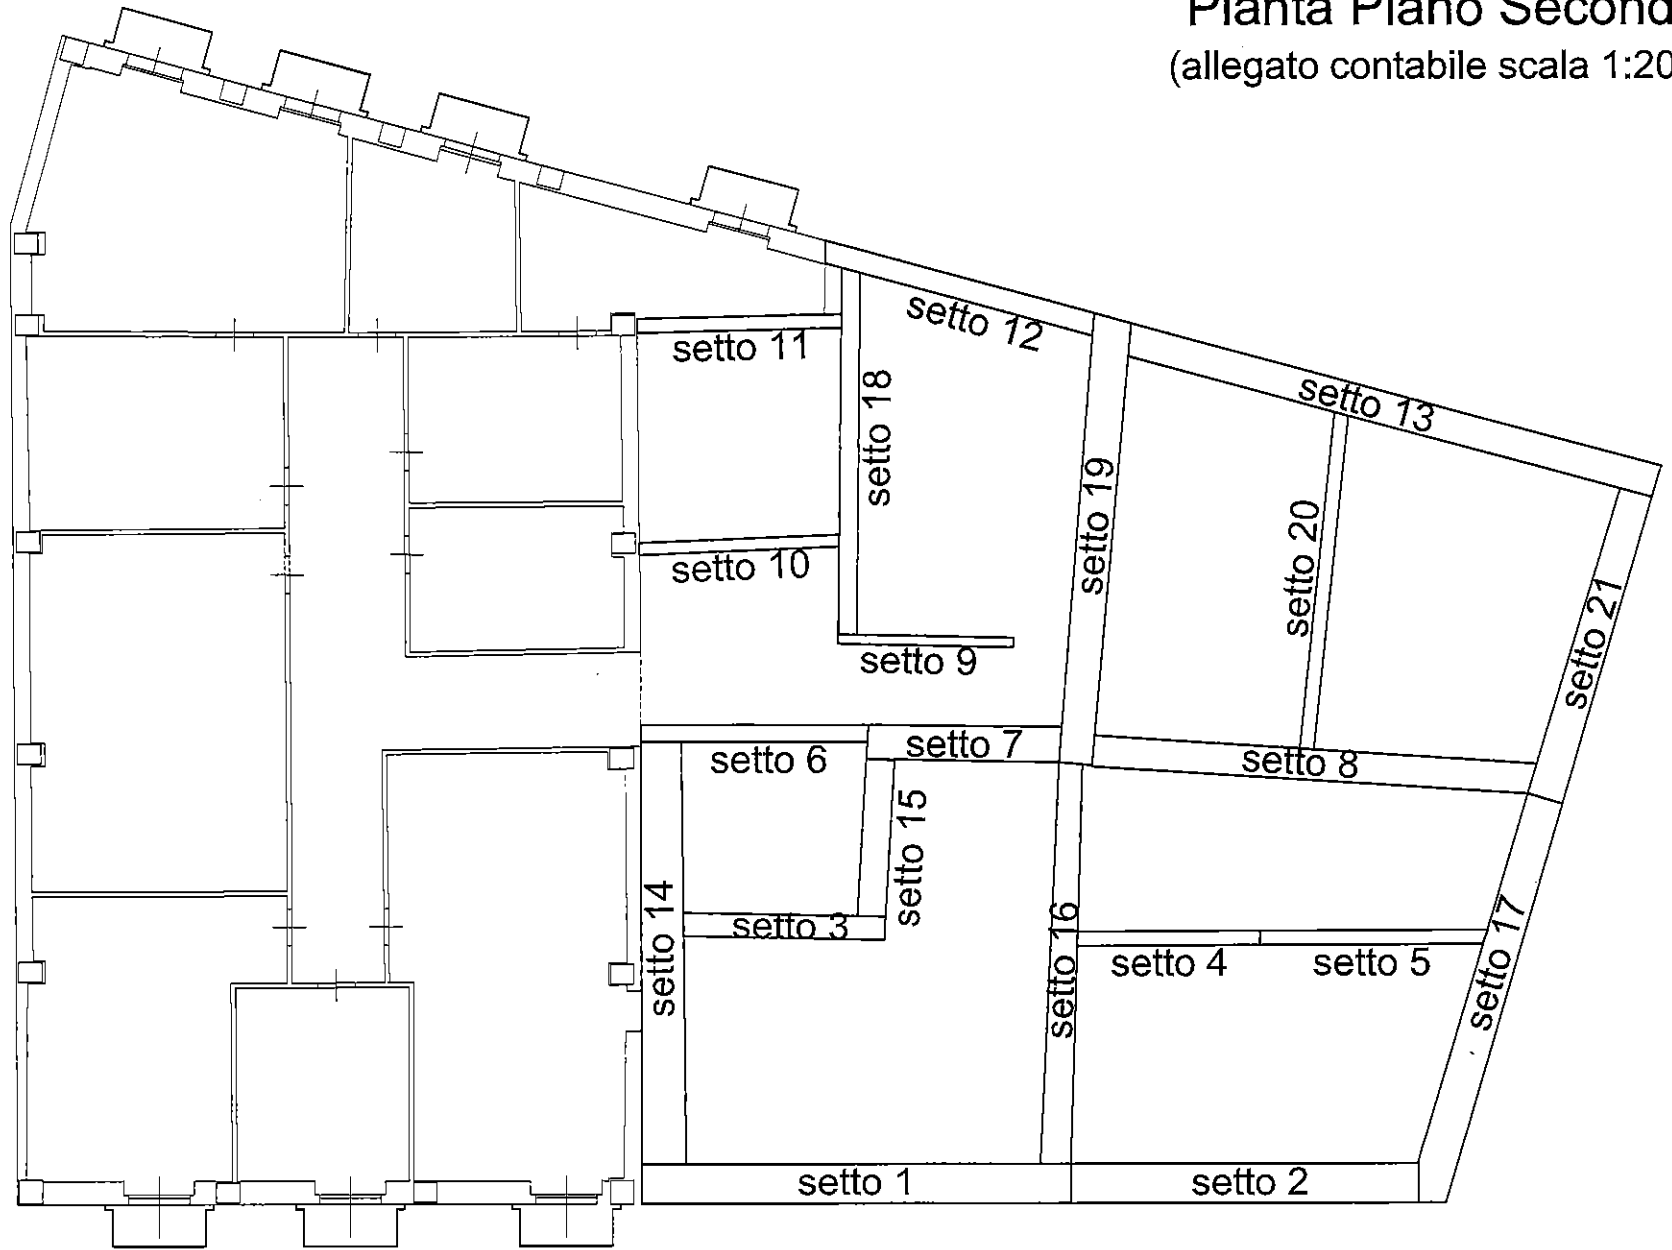 Pianta Piano Second
(allegato contabile scala 1:20
setto 12
setto 11
setto 18
setto 13
setto 19
setto 20
setto 10
setto 21
setto 9
setto 7
setto 6
setto 8
setto 15
setto 14
setto 3
setto 16
setto 4
setto 5
setto 17
setto 1
setto 2